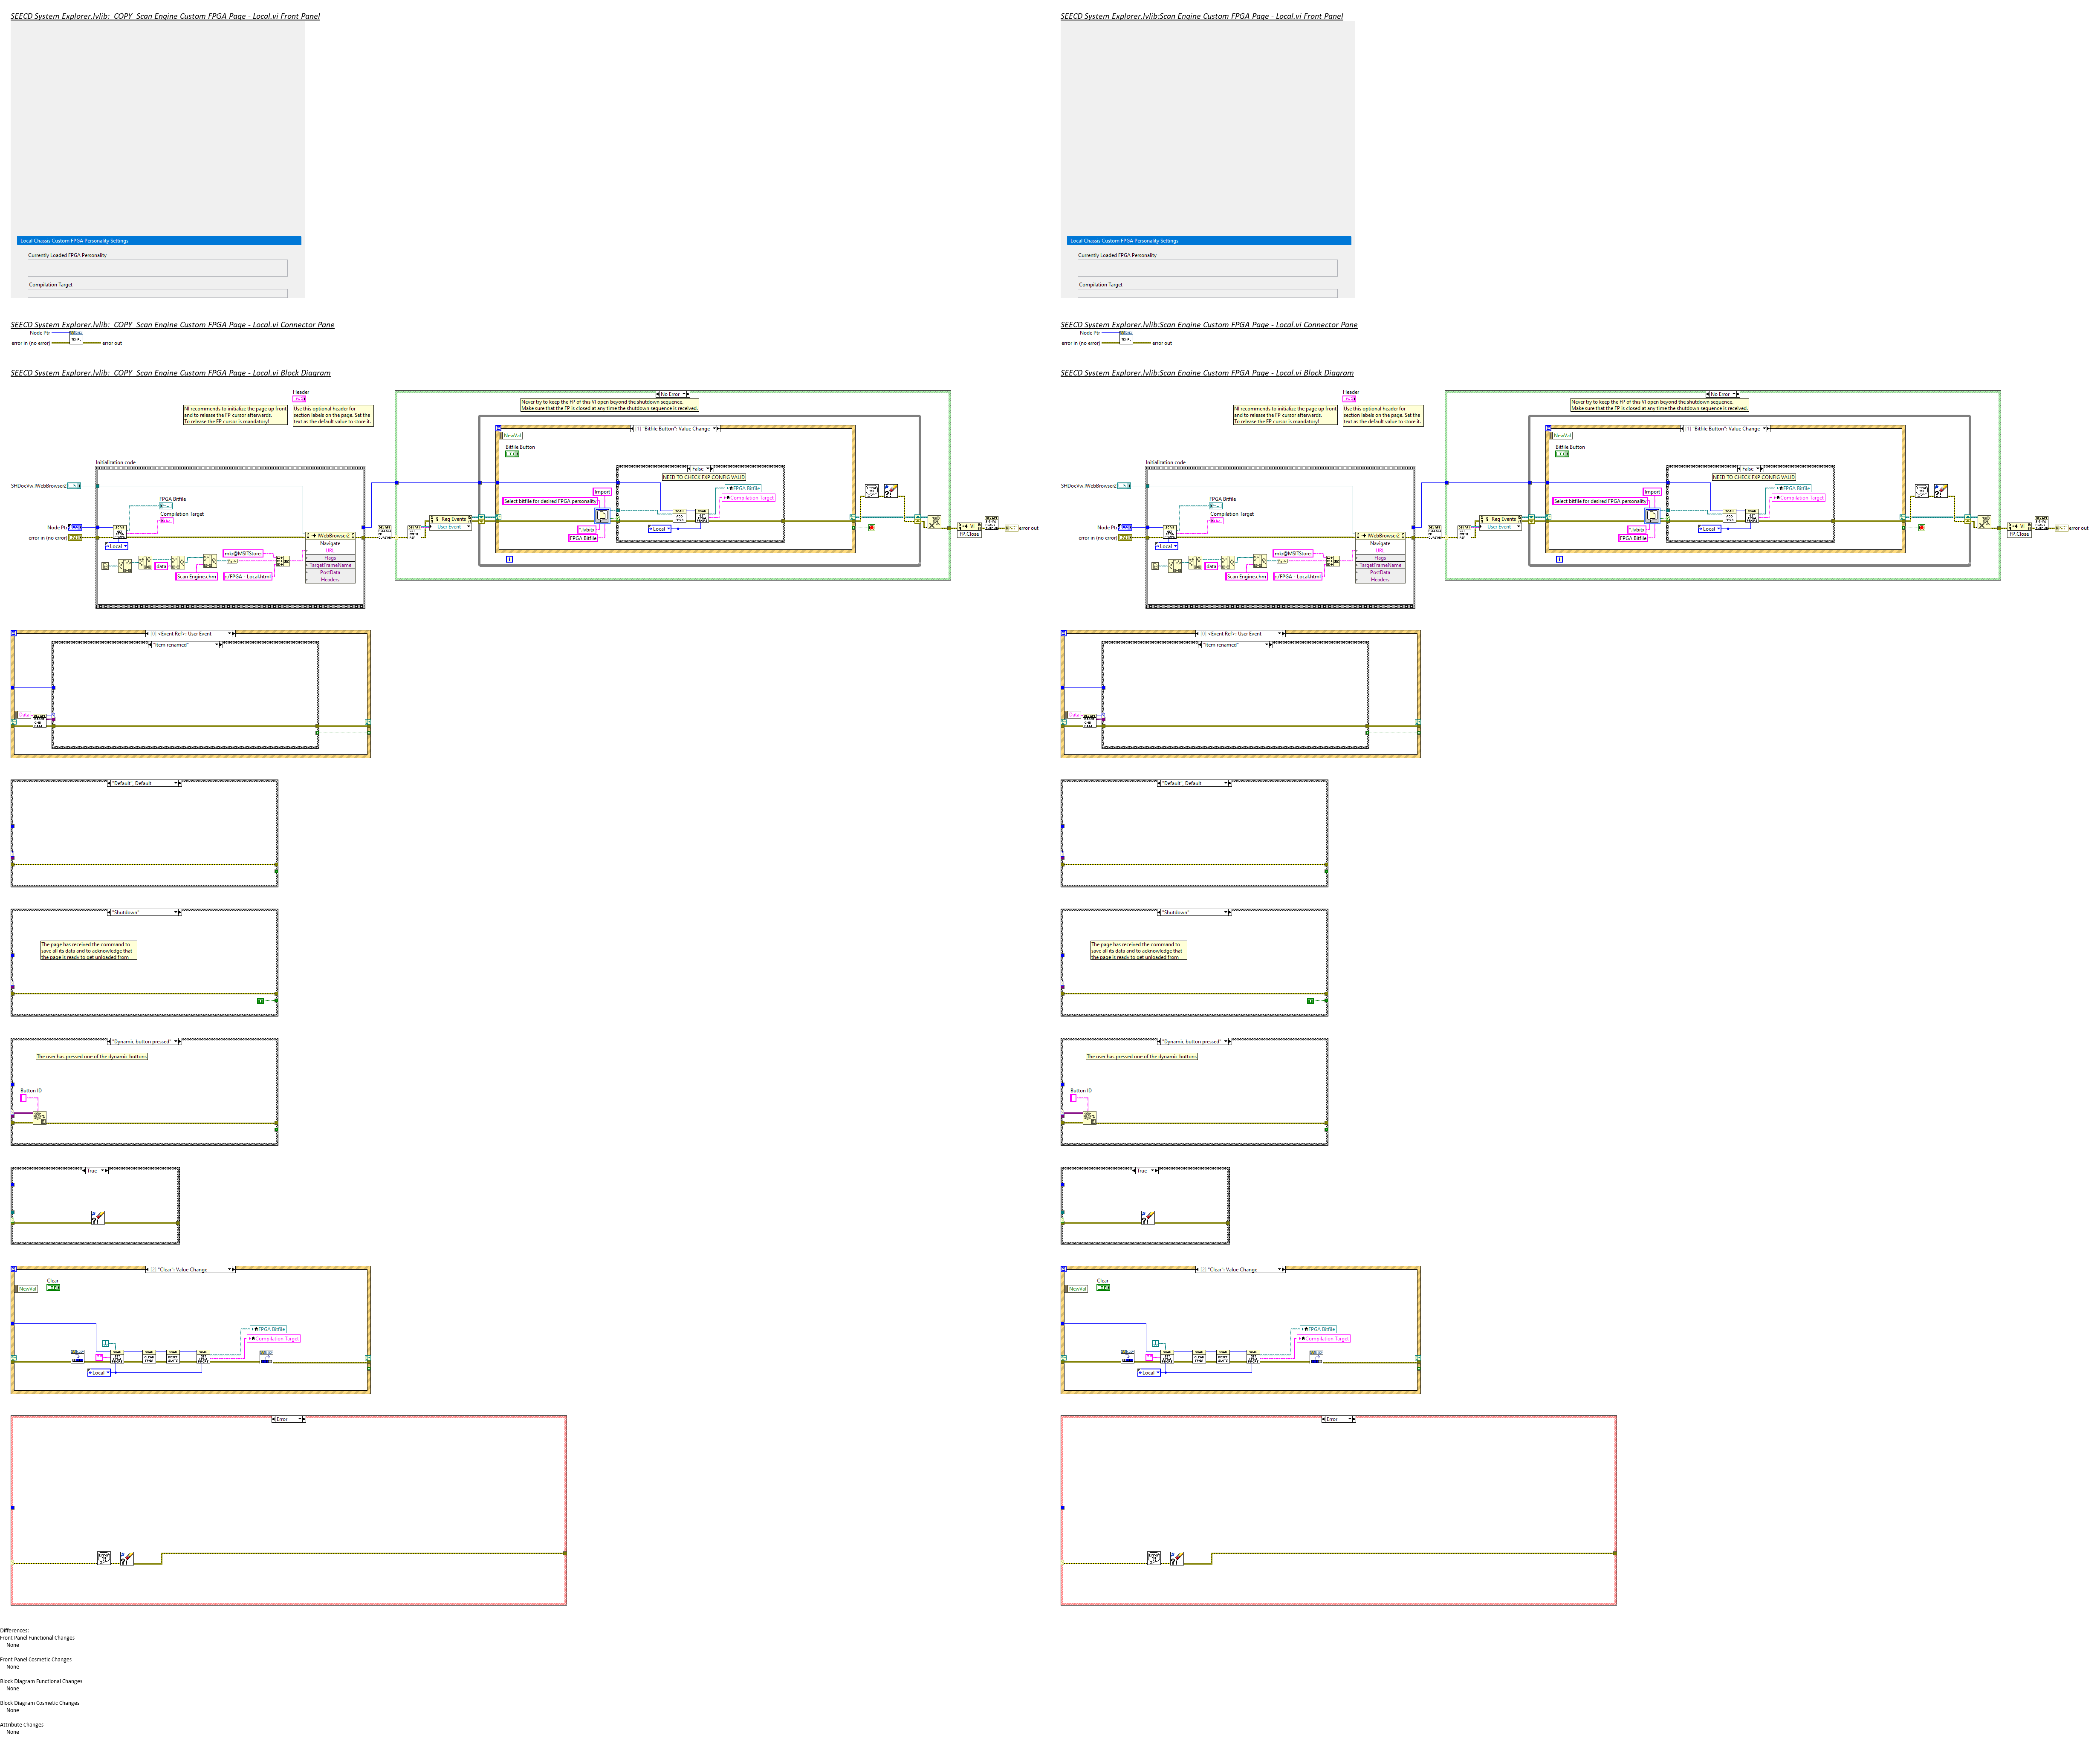 SEECD System Explorer.lvlib:_COPY_Scan Engine Custom FPGA Page - Local.vi Front Panel
Local Chassis Custom FPGA Personality Settings
Currently Loaded FPGA Personality
Compilation Target
SEECD System Explorer.lvlib:_COPY_Scan Engine Custom FPGA Page - Local.vi Connector Pane
Node Ptr
error in (no error)
error out
SEECD System Explorer.lvlib:_COPY_Scan Engine Custom FPGA Page - Local.vi Block Diagram
Header
NI recommends to initialize the page up front
and to release the FP cursor afterwards.
To release the FP cursor is mandatory!
Use this optional header for
section labels on the page. Set the
text as the default value to store it.
No Error
Never try to keep the FP of this VI open beyond the shutdown sequence.
Make sure that the FP is closed at any time the shutdown sequence is received.
[1] "Bitfile Button": Value Change
NewVal
Bitfile Button
False
NEED TO CHECK FXP CONFIG VALID
Import
FPGA Bitfile
Compilation Target
Select bitfile for desired FPGA personality
Local
*.lvbitx
FPGA Bitfile
Reg Events
User Event
Initialization code
SHDocVw.IWebBrowser2
FPGA Bitfile
Compilation Target
Node Ptr
error in (no error)
Local
data
Scan Engine.chm
mk:@MSITStore:
::/FPGA - Local.html
IWebBrowser2
Navigate
URL
Flags
TargetFrameName
PostData
Headers
VI
FP.Close
error out
[0] <Event Ref>: User Event
"Item renamed"
Data
"Default", Default
"Shutdown"
The page has received the command to
save all its data and to acknowledge that
the page is ready to get unloaded from
"Dynamic button pressed"
The user has pressed one of the dynamic buttons
Button ID
True
[2] "Clear": Value Change
Clear
NewVal
FPGA Bitfile
Compilation Target
Local
Error
Differences:
Front Panel Functional Changes
None
Front Panel Cosmetic Changes
None
Block Diagram Functional Changes
None
Block Diagram Cosmetic Changes
None
Attribute Changes
None
SEECD System Explorer.lvlib:Scan Engine Custom FPGA Page - Local.vi Front Panel
Local Chassis Custom FPGA Personality Settings
Currently Loaded FPGA Personality
Compilation Target
SEECD System Explorer.lvlib:Scan Engine Custom FPGA Page - Local.vi Connector Pane
Node Ptr
error in (no error)
error out
SEECD System Explorer.lvlib:Scan Engine Custom FPGA Page - Local.vi Block Diagram
Header
NI recommends to initialize the page up front
and to release the FP cursor afterwards.
To release the FP cursor is mandatory!
Use this optional header for
section labels on the page. Set the
text as the default value to store it.
No Error
Never try to keep the FP of this VI open beyond the shutdown sequence.
Make sure that the FP is closed at any time the shutdown sequence is received.
[1] "Bitfile Button": Value Change
NewVal
Bitfile Button
False
NEED TO CHECK FXP CONFIG VALID
Import
FPGA Bitfile
Compilation Target
Select bitfile for desired FPGA personality
Local
*.lvbitx
FPGA Bitfile
Reg Events
User Event
Initialization code
SHDocVw.IWebBrowser2
FPGA Bitfile
Compilation Target
Node Ptr
error in (no error)
Local
data
Scan Engine.chm
mk:@MSITStore:
::/FPGA - Local.html
IWebBrowser2
Navigate
URL
Flags
TargetFrameName
PostData
Headers
VI
FP.Close
error out
[0] <Event Ref>: User Event
"Item renamed"
Data
"Default", Default
"Shutdown"
The page has received the command to
save all its data and to acknowledge that
the page is ready to get unloaded from
"Dynamic button pressed"
The user has pressed one of the dynamic buttons
Button ID
True
[2] "Clear": Value Change
Clear
NewVal
FPGA Bitfile
Compilation Target
Local
Error